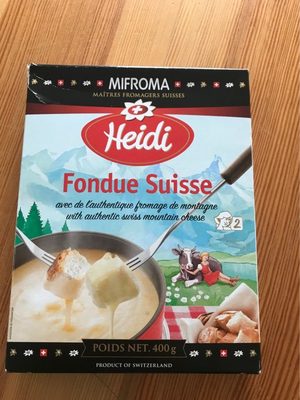 MIFROMA
MAÎTRES FROMAGERS SUISSES
Heidi
Fondue Suisse
avec de l'authentique fromage de montagne
with authentic swiss mountain cheese
2
POIDS NET. 400g
PRODUCT OF SWITZERLAND